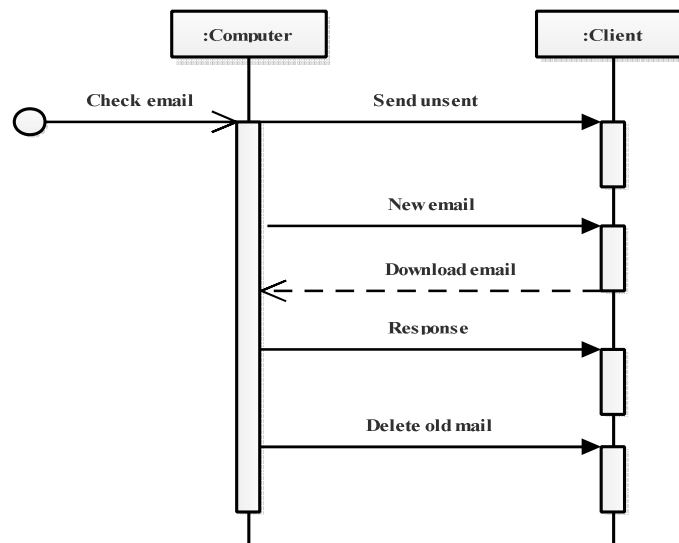 :Computer
:Client
Check email
Send unsent
New email
Download email
Response
Delete old mail